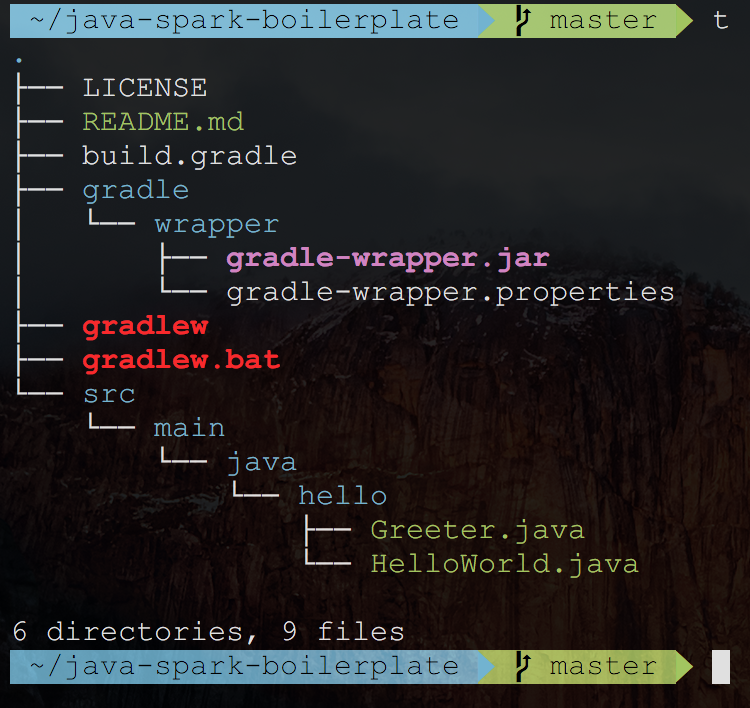 ~/java-spark-boilerplate master t
.
├── LICENSE
├── README.md
├── build.gradle
├── gradle
│   └── wrapper
│       ├── gradle-wrapper.jar
│       └── gradle-wrapper.properties
├── gradlew
├── gradlew.bat
└── src
    └── main
        └── java
            └── hello
                ├── Greeter.java
                └── HelloWorld.java
6 directories, 9 files
~/java-spark-boilerplate master